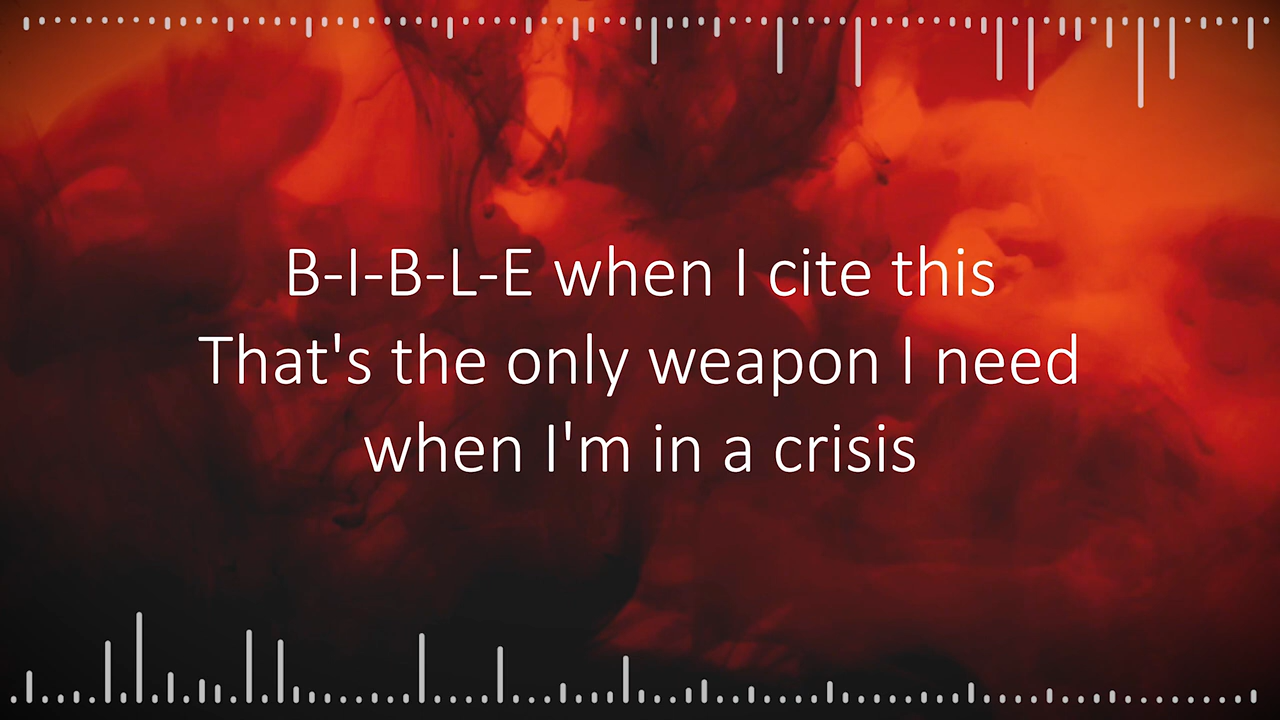 B-I-B-L-E when I cite this
That's the only weapon I need
when I'm in a crisis